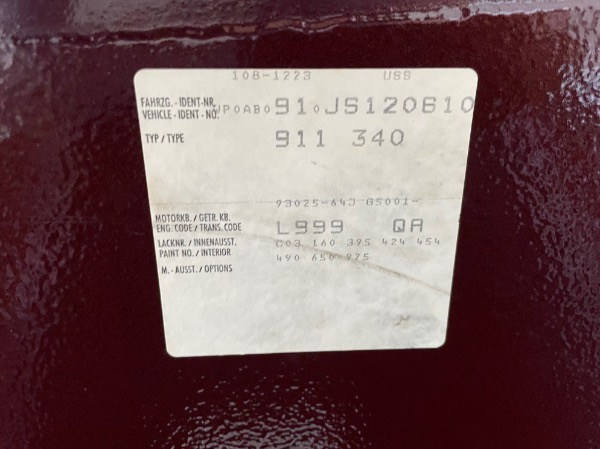 108-1223 USS
FAHRZG. - IDENT-NR. WP0AB0910JS120610
VEHICLE - IDENT - NO.
TYP / TYPE 911 340
93025-64J GS001-
MOTORKB. / GETR. KB. L999 QA
ENG. CODE / TRANS. CODE
LACKNR. / INNENAUSST. C03 160 395 424 454
PAINT NO. / INTERIOR 490 650 975
M. - AUSST. / OPTIONS